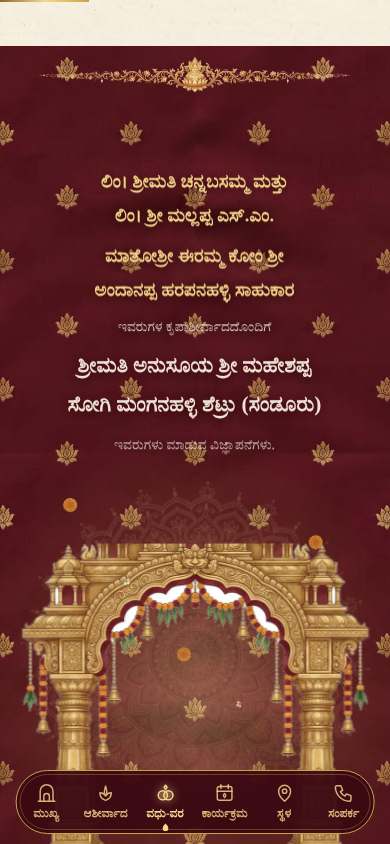 ಲಿಂ। ಶ್ರೀಮತಿ ಚನ್ನಬಸಮ್ಮ ಮತ್ತು
ಲಿಂ। ಶ್ರೀ ಮಲ್ಲಪ್ಪ ಎಸ್.ಎಂ.
ಮಾತೋಶ್ರೀ ಈರಮ್ಮ ಕೋಂ ಶ್ರೀ
ಅಂದಾನಪ್ಪ ಹರಪನಹಳ್ಳಿ ಸಾಹುಕಾರ
ಇವರುಗಳ ಕೃಪಾಶೀರ್ವಾದದೊಂದಿಗೆ
ಶ್ರೀಮತಿ ಅನುಸೂಯ ಶ್ರೀ ಮಹೇಶಪ್ಪ
ಸೋಗಿ ಮಂಗನಹಳ್ಳಿ ಶೆಟ್ರು (ಸಂಡೂರು)
ಇವರುಗಳು ಮಾಡುವ ವಿಜ್ಞಾಪನೆಗಳು.
ಮುಖ್ಯ ಆಶೀರ್ವಾದ ವಧು-ವರ ಕಾರ್ಯಕ್ರಮ ಸ್ಥಳ ಸಂಪರ್ಕ